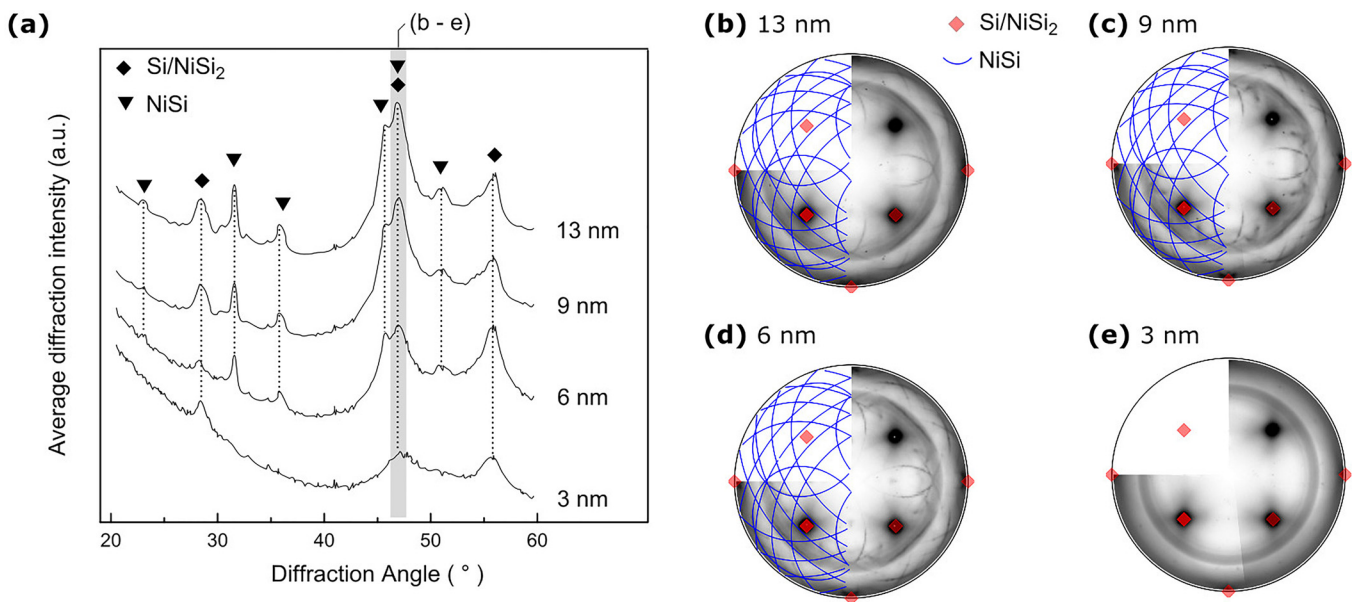 (a)
(b - e)
Si/NiSi₂
NiSi
13 nm
9 nm
6 nm
3 nm
Average diffraction intensity (a.u.)
20 30 40 50 60
Diffraction Angle ( ° )
(b) 13 nm
Si/NiSi₂
NiSi
(c) 9 nm
(d) 6 nm
(e) 3 nm